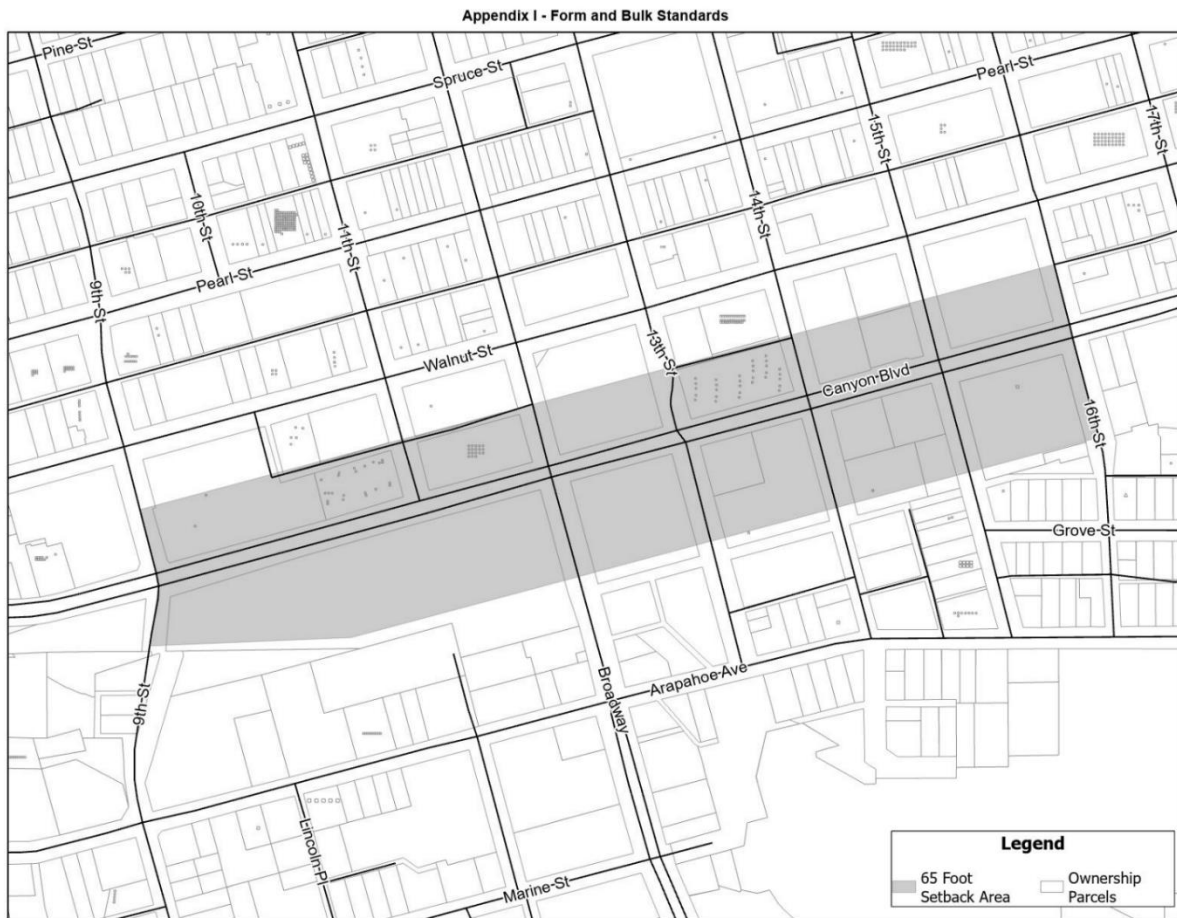 Appendix I - Form and Bulk Standards
Pine St
Spruce St
Pearl St
17th St
15th St
10th St
14th St
11th St
Pearl St
9th St
13th St
Walnut St
Canyon Blvd
16th St
Grove St
Arapahoe Ave
Broadway
9th St
Lincoln Pl
Marine St
Legend
65 Foot
Setback Area
Ownership
Parcels